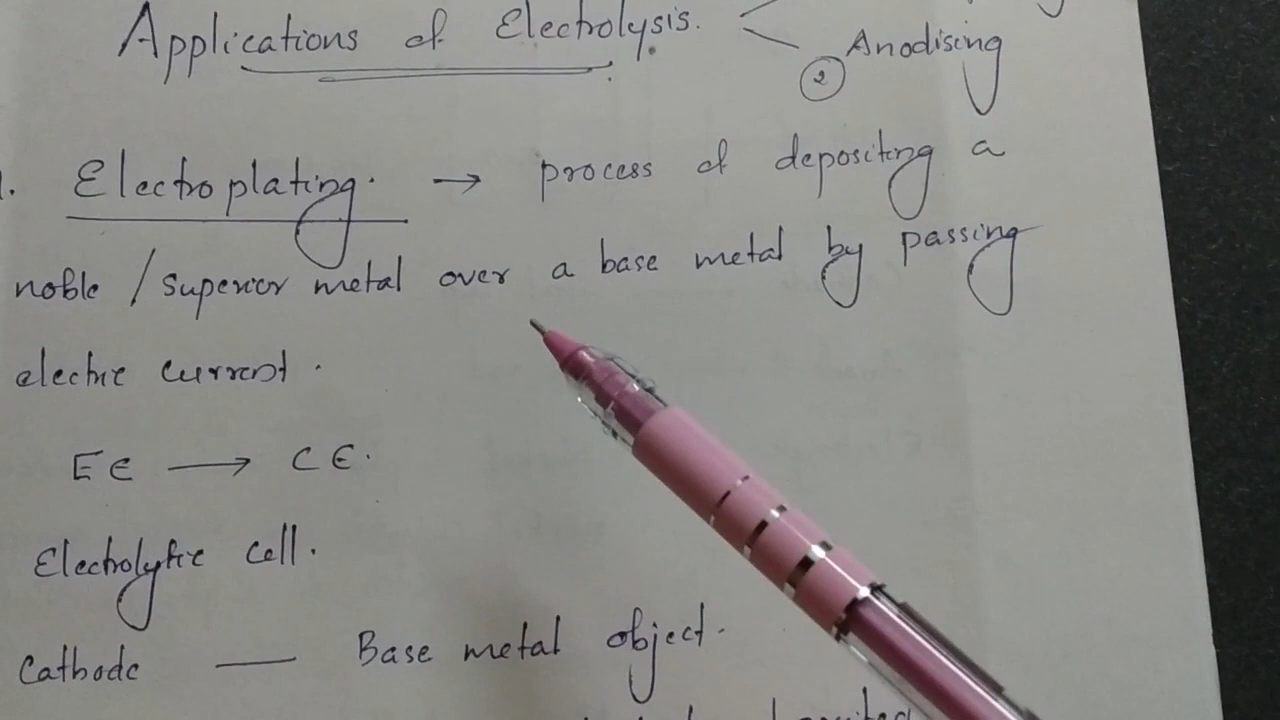 Applications of Electrolysis.
② Anodising
1. Electroplating. → process of depositing a
noble / superior metal over a base metal by passing
electric current.
EE → CE.
Electrolytic cell.
Cathode — Base metal object.